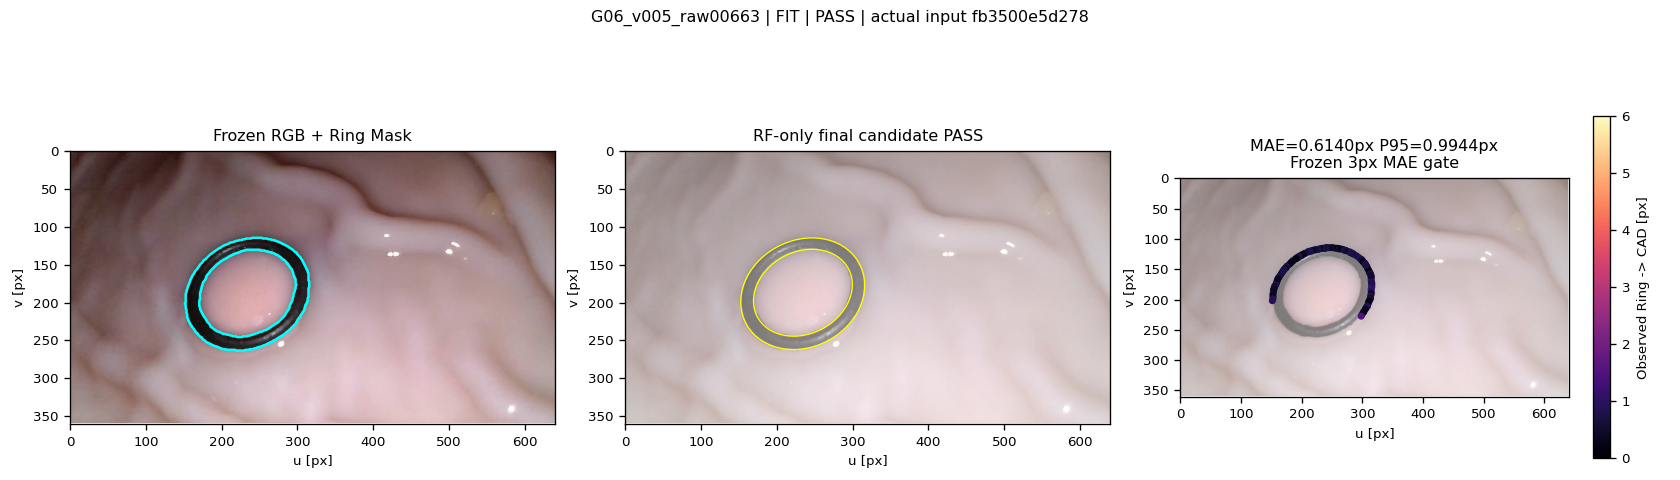 G06_v005_raw00663 | FIT | PASS | actual input fb3500e5d278
Frozen RGB + Ring Mask
0
50
100
150
200
250
300
350
v [px]
0 100 200 300 400 500 600
u [px]
RF-only final candidate PASS
0
50
100
150
200
250
300
350
v [px]
0 100 200 300 400 500 600
u [px]
MAE=0.6140px P95=0.9944px
Frozen 3px MAE gate
0
50
100
150
200
250
300
350
v [px]
0 100 200 300 400 500 600
u [px]
6
5
4
3
2
1
0
Observed Ring -> CAD [px]